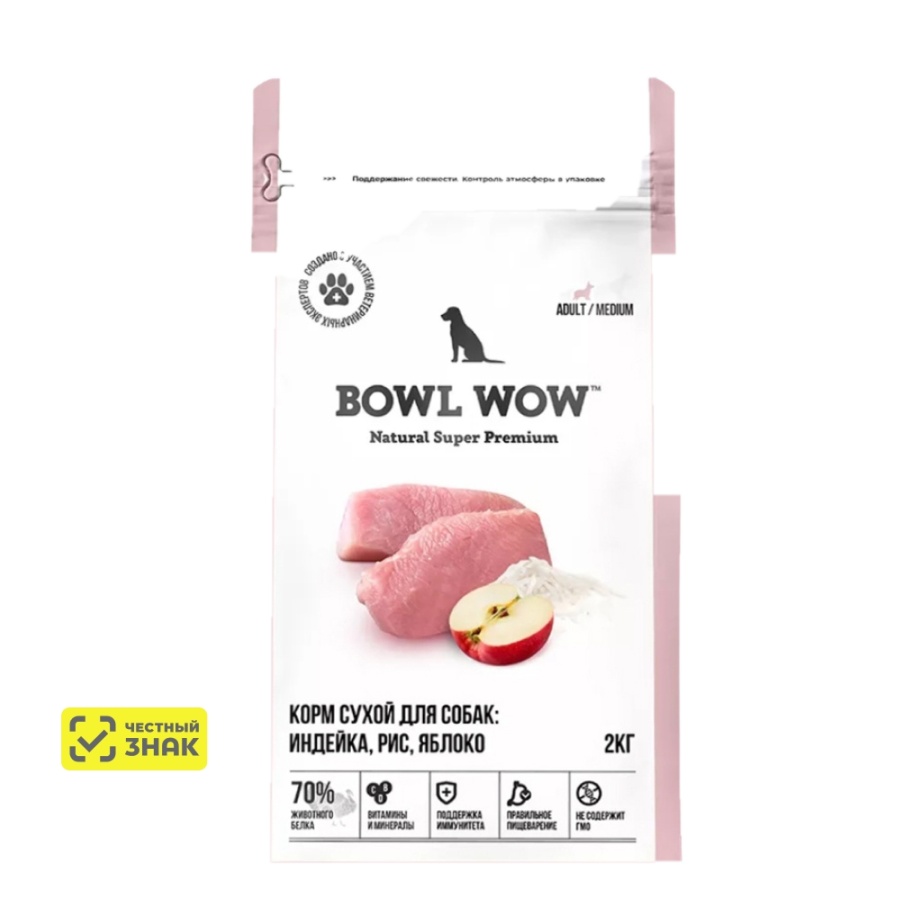 >>> Поддержание свежести. Контроль атмосферы в упаковке
СОЗДАНО С УЧАСТИЕМ ВЕТЕРИНАРНЫХ ЭКСПЕРТОВ
ADULT / MEDIUM
BOWL WOW™
Natural Super Premium
КОРМ СУХОЙ ДЛЯ СОБАК:
ИНДЕЙКА, РИС, ЯБЛОКО 2КГ
ЧЕСТНЫЙ
ЗНАК
70%
ЖИВОТНОГО
БЕЛКА
C B D
ВИТАМИНЫ
И МИНЕРАЛЫ
ПОДДЕРЖКА
ИММУНИТЕТА
ПРАВИЛЬНОЕ
ПИЩЕВАРЕНИЕ
НЕ СОДЕРЖИТ
ГМО